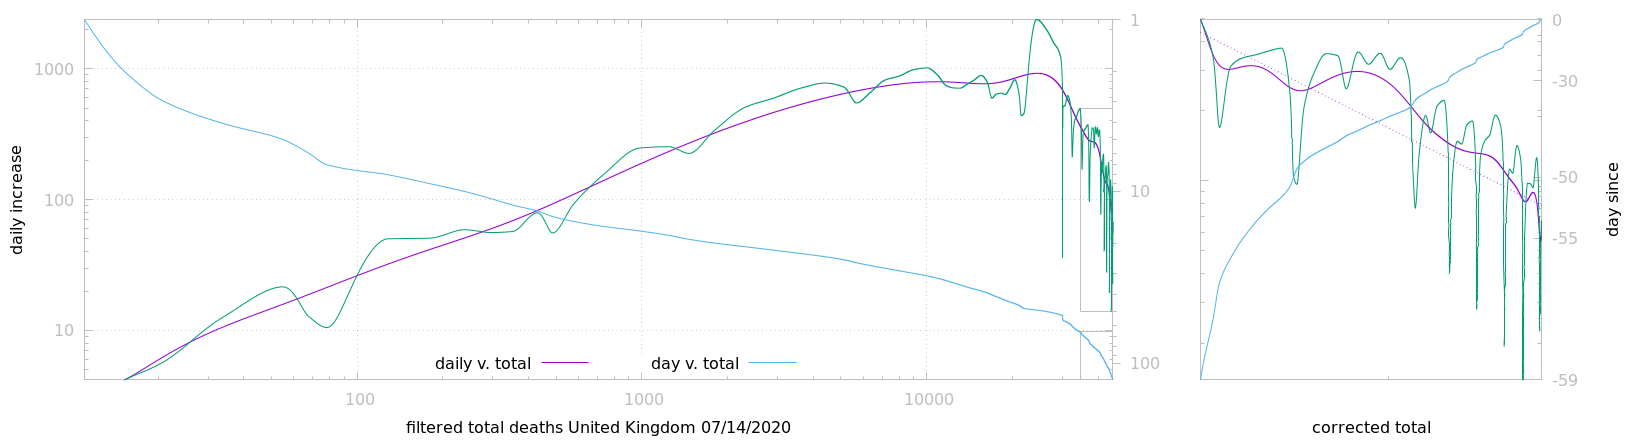 1000
100
10
daily increase
daily v. total
day v. total
100
1000
10000
filtered total deaths United Kingdom 07/14/2020
1
10
100
0
-30
-50
-55
-59
day since
corrected total